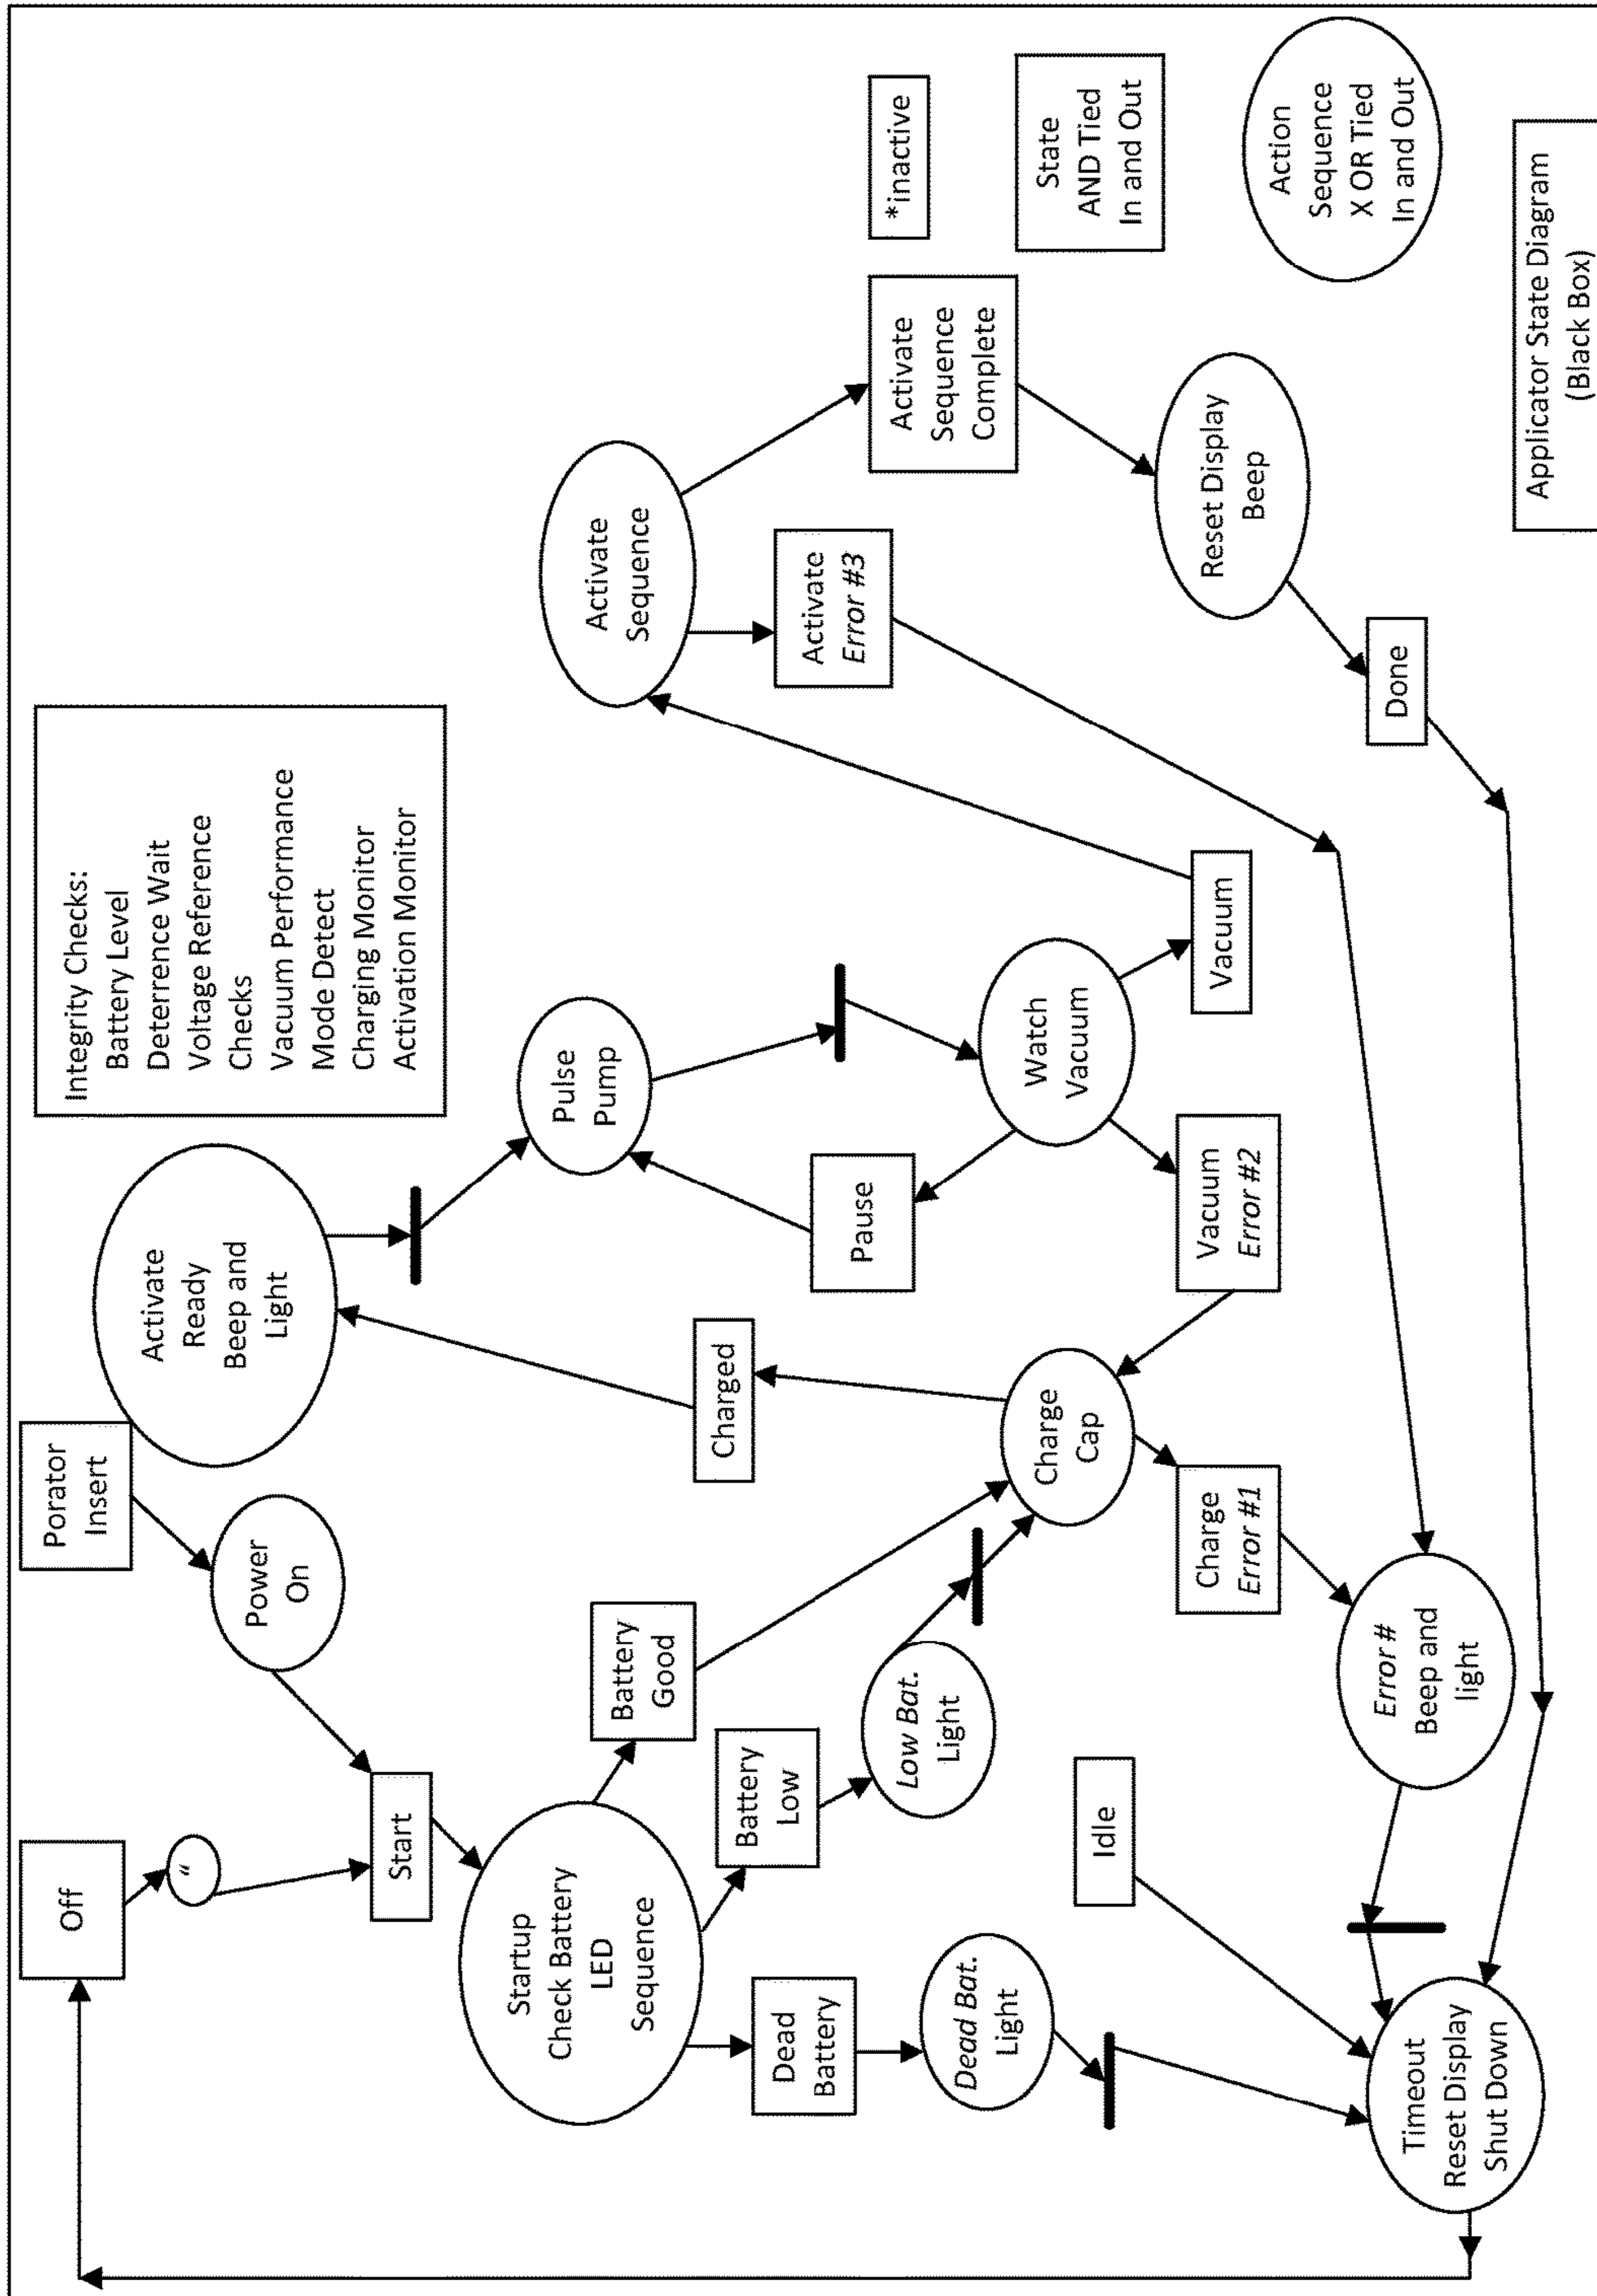 Off
"
Start
Porator
Insert
Power
On
Activate
Ready
Beep and
Light
Integrity Checks:
Battery Level
Deterrence Wait
Voltage Reference
Checks
Vacuum Performance
Mode Detect
Charging Monitor
Activation Monitor
Startup
Check Battery
LED
Sequence
Battery
Good
Battery
Low
Dead
Battery
Low Bat.
Light
Dead Bat.
Light
Charged
Pulse
Pump
Pause
Watch
Vacuum
Vacuum
Vacuum
Error #2
Charge
Cap
Charge
Error #1
Activate
Sequence
Activate
Error #3
Activate
Sequence
Complete
Reset Display
Beep
Done
Idle
Error #
Beep and
light
Timeout
Reset Display
Shut Down
*inactive
State
AND Tied
In and Out
Action
Sequence
X OR Tied
In and Out
Applicator State Diagram
(Black Box)